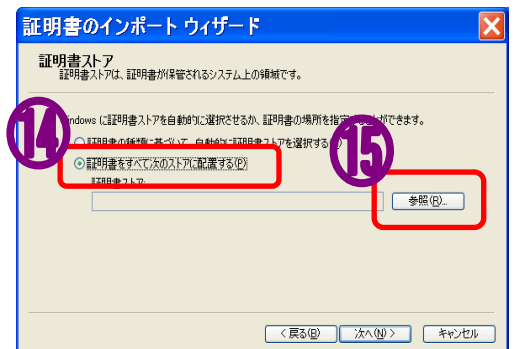 証明書のインポート ウィザード
証明書ストア
証明書ストアは、証明書が保管されるシステム上の領域です。
indows に証明書ストアを自動的に選択させるか、証明書の場所を指定することができます。
⑭
証明書の種類に基づいて、自動的に証明書ストアを選択する
証明書をすべて次のストアに配置する(P)
⑮
証明書ストア:
参照(R)...
< 戻る(B)
次へ(N) >
キャンセル